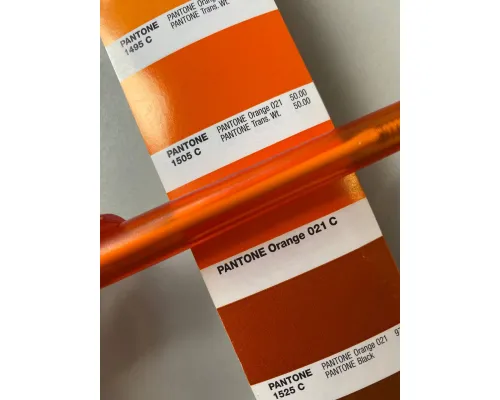 PANTONE
1495 C
PANTONE Orang
PANTONE Trans. Wt.
PANTONE
1505 C
PANTONE Orange 021 50.00
PANTONE Trans. Wt. 50.00
PANTONE Orange 021 C
PANTONE
1525 C
PANTONE Orange 021
PANTONE Black